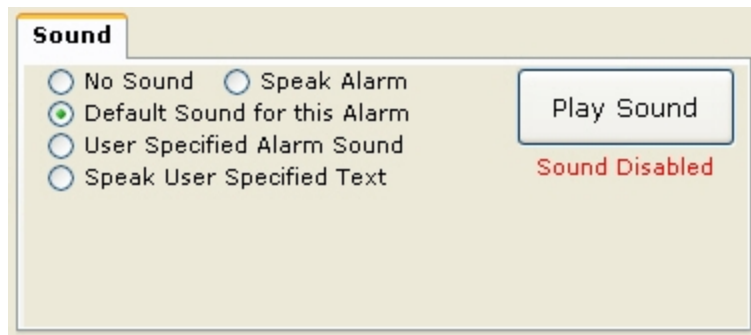 Sound
No Sound Speak Alarm
Default Sound for this Alarm
User Specified Alarm Sound
Speak User Specified Text
Play Sound
Sound Disabled